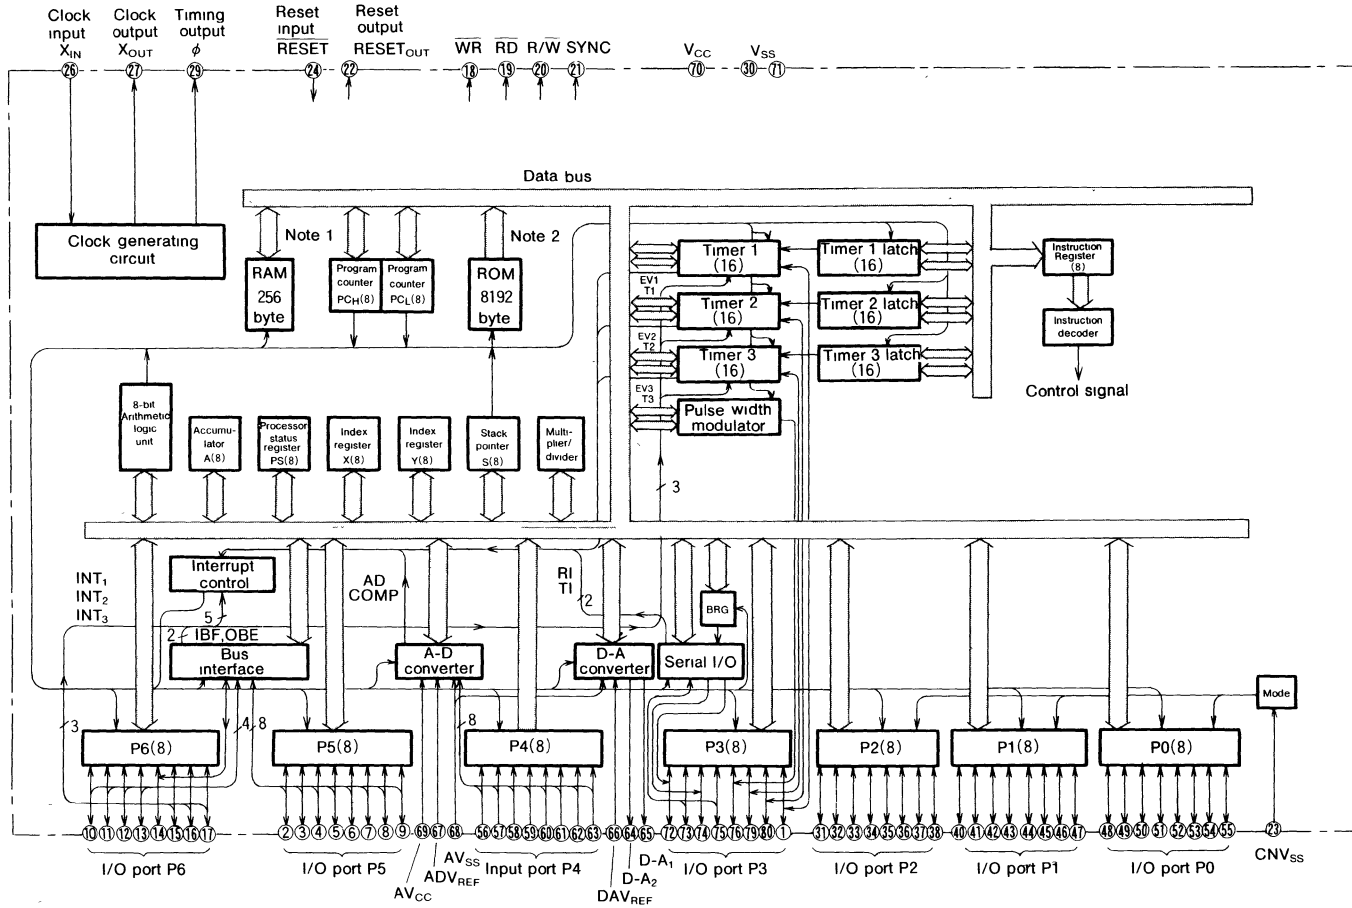 Clock input XIN
Clock output XOUT
Timing output φ
Reset input RESET
Reset output RESETOUT
WR
RD
R/W
SYNC
VCC
VSS
26
27
29
24
22
18
19
20
21
70
30
71
Data bus
Clock generating circuit
Note 1
Note 2
RAM 256 byte
Program counter PCH(8)
Program counter PCL(8)
ROM 8192 byte
Timer 1 (16)
Timer 1 latch (16)
Instruction Register (8)
EV1
T1
Timer 2 (16)
Timer 2 latch (16)
Instruction decoder
EV2
T2
Timer 3 (16)
Timer 3 latch (16)
Control signal
EV3
T3
Pulse width modulator
8-bit Arithmetic logic unit
Accumu-lator A(8)
Processor status register PS(8)
Index register X(8)
Index register Y(8)
Stack pointer S(8)
Multi-plier/divider
3
Interrupt control
INT1
INT2
INT3
5
2
IBF,OBE
AD COMP
RI
TI
2
BRG
Bus interface
A-D converter
D-A converter
Serial I/O
Mode
3
4
8
8
P6(8)
P5(8)
P4(8)
P3(8)
P2(8)
P1(8)
P0(8)
10 11 12 13 14 15 16 17
2 3 4 5 6 7 8 9
69 67 68
56 57 58 59 60 61 62 63
66 64 65
72 73 74 75 76 79 80 1
31 32 33 34 35 36 37 38
40 41 42 43 44 45 46 47
48 49 50 51 52 53 54 55
23
I/O port P6
I/O port P5
AVCC
ADVREF
AVSS
Input port P4
DAVREF
D-A2
D-A1
I/O port P3
I/O port P2
I/O port P1
I/O port P0
CNVSS